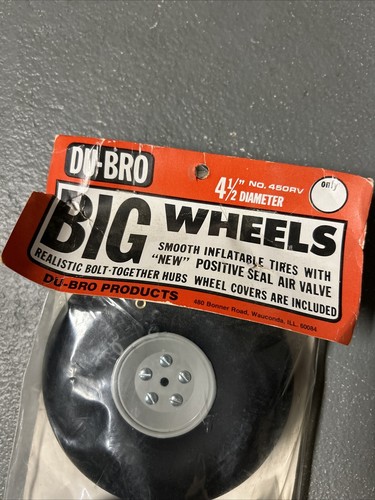 DU-BRO
4½" NO. 450RV
DIAMETER
only
BIG WHEELS
SMOOTH INFLATABLE TIRES WITH
"NEW" POSITIVE SEAL AIR VALVE
REALISTIC BOLT-TOGETHER HUBS WHEEL COVERS ARE INCLUDED
DU-BRO PRODUCTS 480 Bonner Road, Wauconda, ILL. 60084